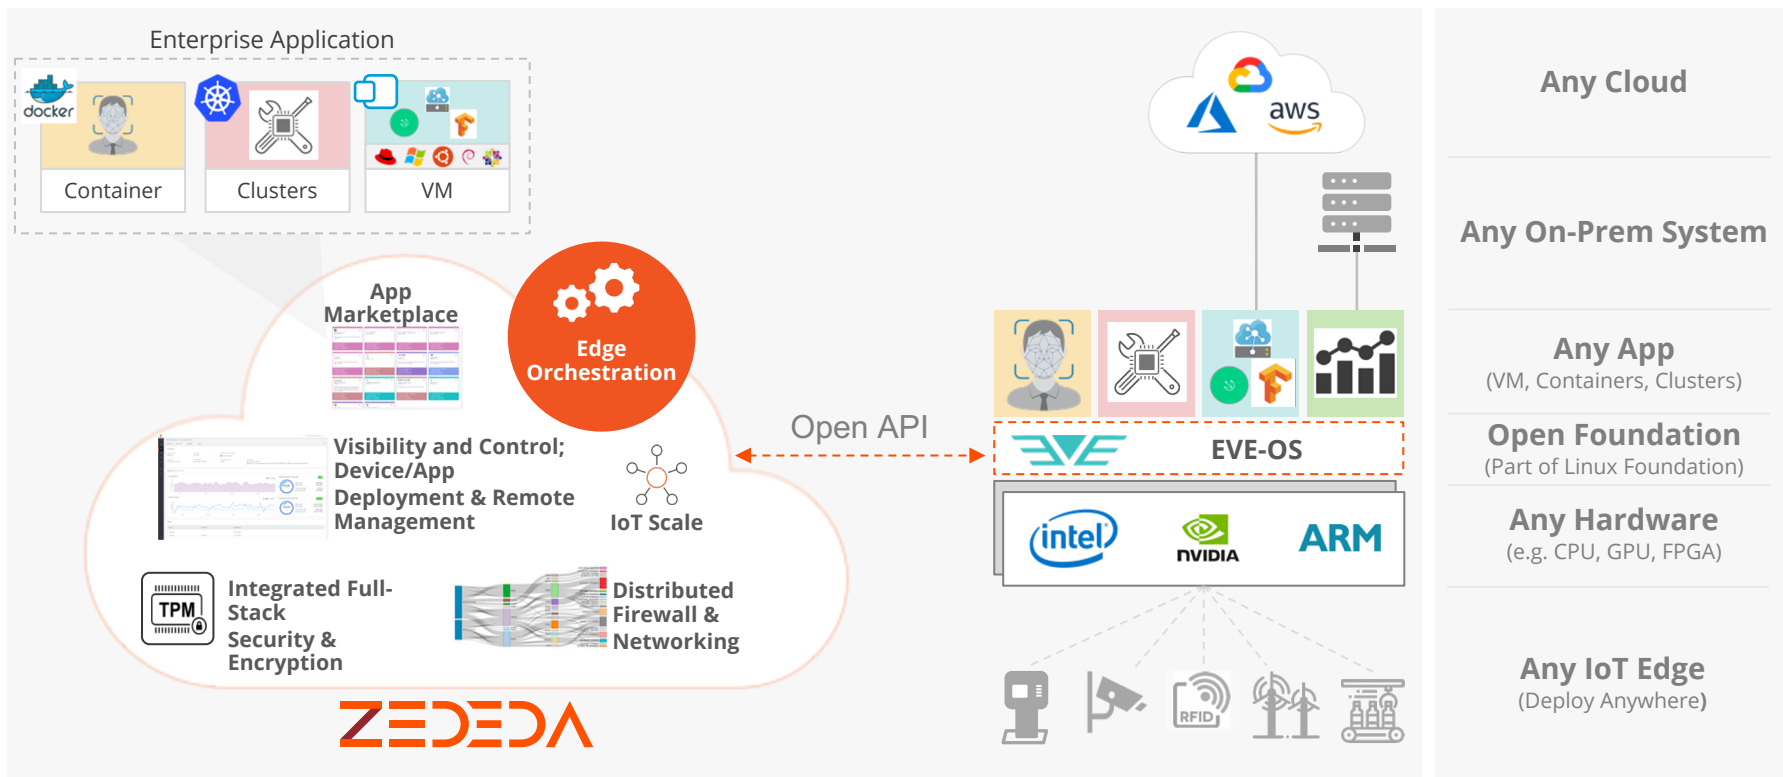 Enterprise Application
docker
Container
Clusters
VM
App
Marketplace
Edge
Orchestration
Visibility and Control;
Device/App
Deployment & Remote
Management
IoT Scale
TPM
Integrated Full-
Stack
Security &
Encryption
Distributed
Firewall &
Networking
ZEDEDA
Open API
aws
EVE-OS
intel
NVIDIA
ARM
RFID
Any Cloud
Any On-Prem System
Any App
(VM, Containers, Clusters)
Open Foundation
(Part of Linux Foundation)
Any Hardware
(e.g. CPU, GPU, FPGA)
Any IoT Edge
(Deploy Anywhere)